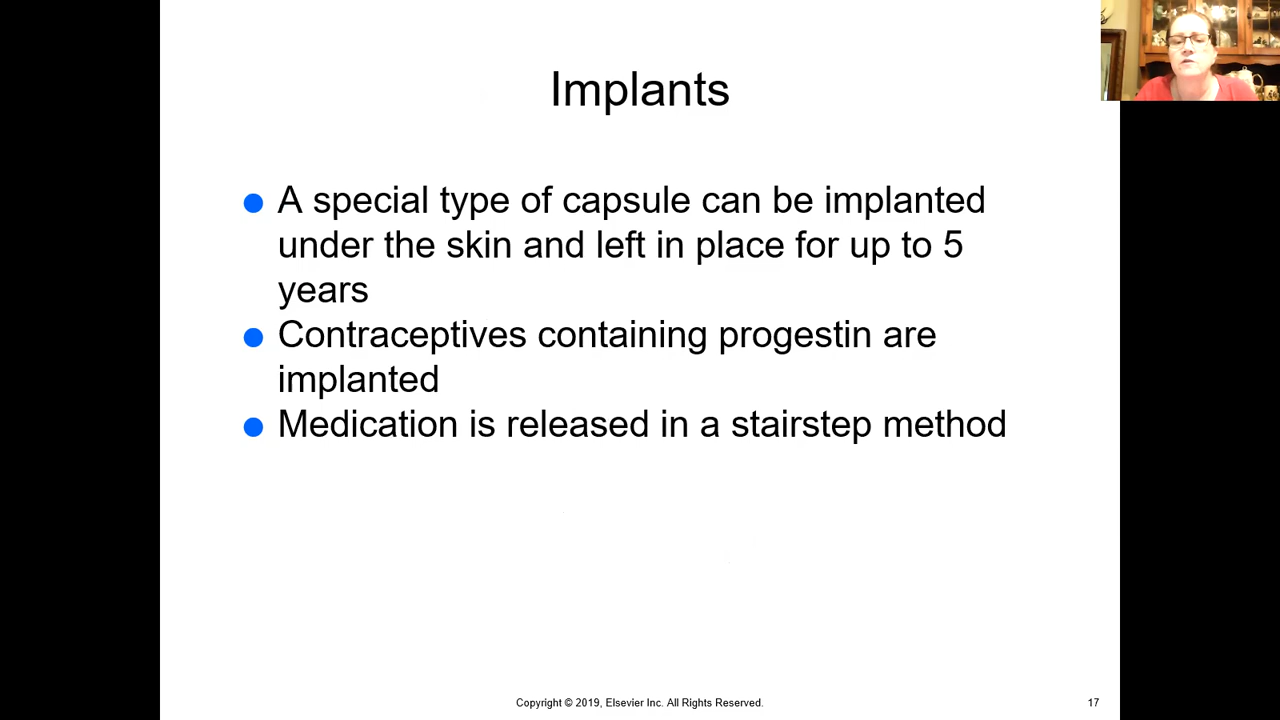 Implants
A special type of capsule can be implanted
under the skin and left in place for up to 5
years
Contraceptives containing progestin are
implanted
Medication is released in a stairstep method
Copyright © 2019, Elsevier Inc. All Rights Reserved.
17